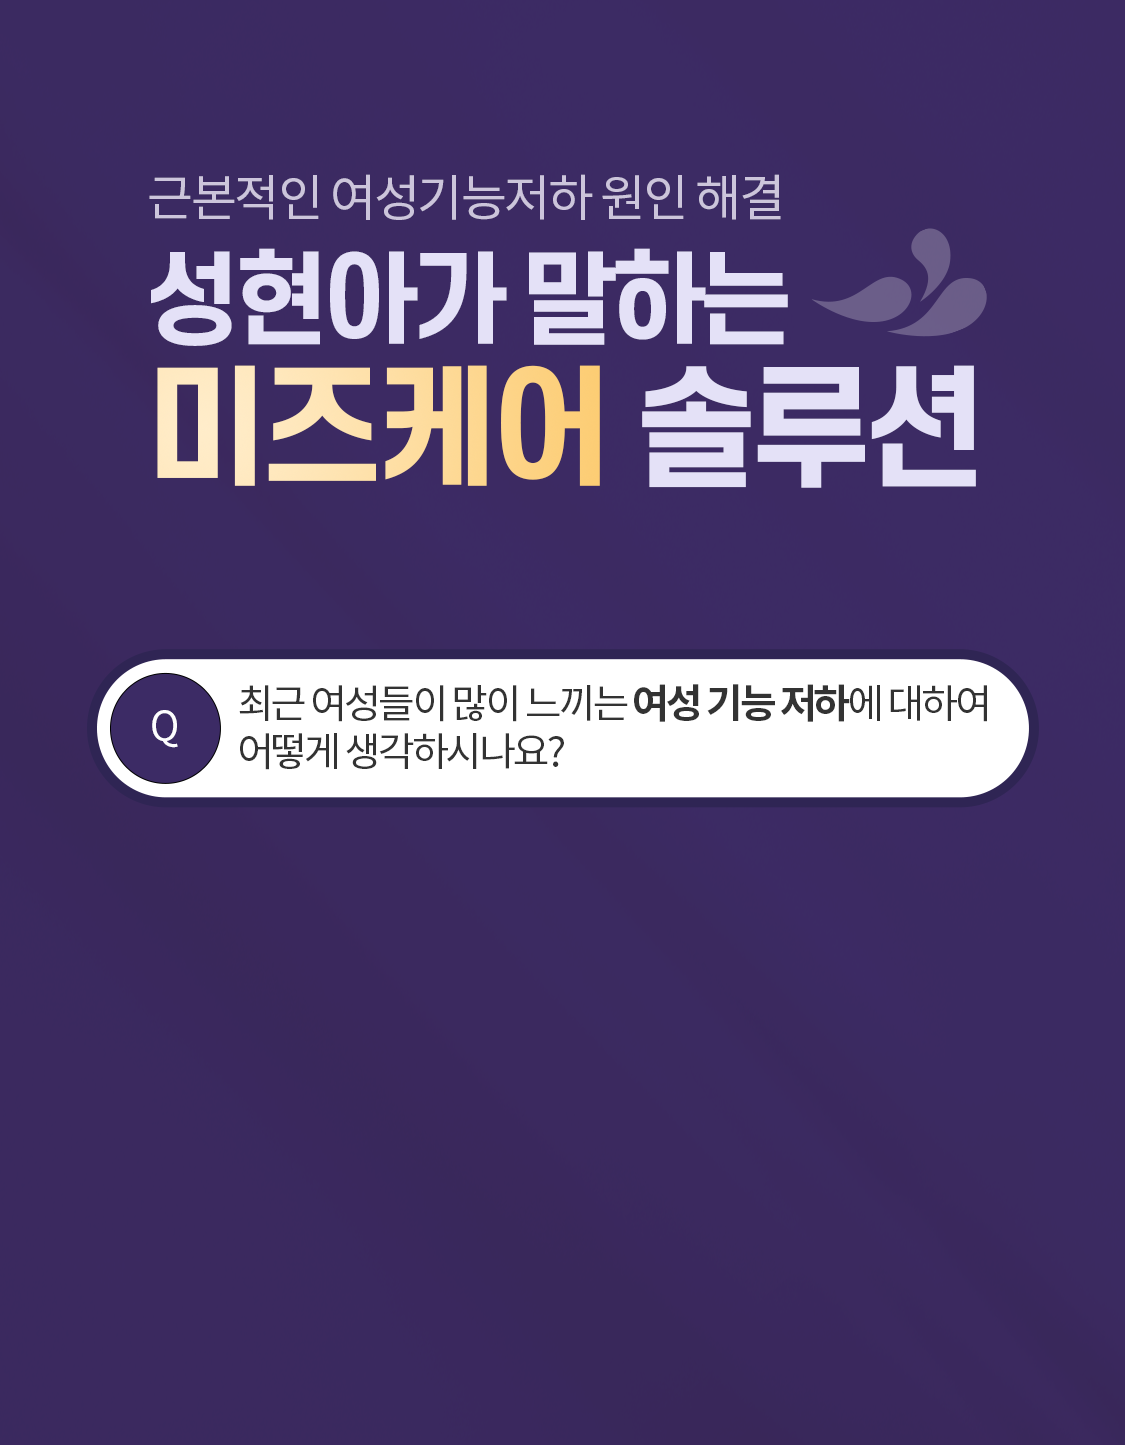 근본적인 여성기능저하 원인 해결
성현아가 말하는
미즈케어 솔루션
Q
최근 여성들이 많이 느끼는 여성 기능 저하에 대하여
어떻게 생각하시나요?